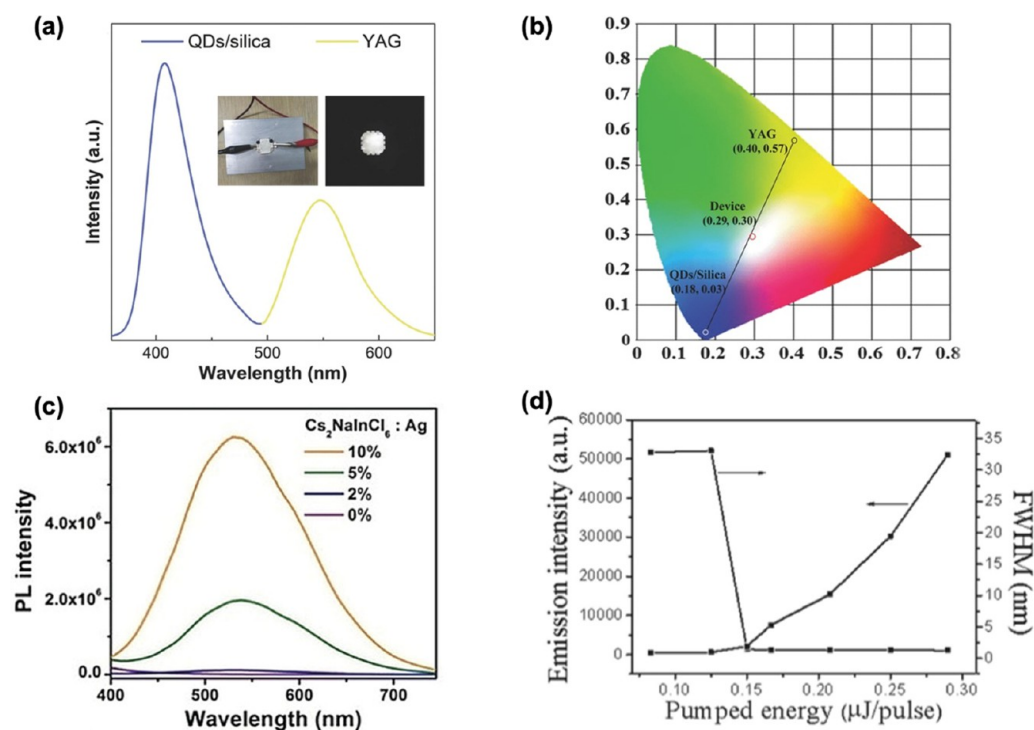 (a)
QDs/silica
YAG
Intensity (a.u.)
400
500
600
Wavelength (nm)
(b)
0.9
0.8
0.7
0.6
0.5
0.4
0.3
0.2
0.1
0
YAG
(0.40, 0.57)
Device
(0.29, 0.30)
QDs/Silica
(0.18, 0.03)
0 0.1 0.2 0.3 0.4 0.5 0.6 0.7 0.8
(c)
Cs2NaInCl6 : Ag
10%
5%
2%
0%
PL intensity
6.0x10⁶
4.0x10⁶
2.0x10⁶
0.0
400 500 600 700
Wavelength (nm)
(d)
Emission intensity (a.u.)
60000
50000
40000
30000
20000
10000
0
35
30
25
20
15
10
5
0
FWHM (nm)
0.10 0.15 0.20 0.25 0.30
Pumped energy (μJ/pulse)